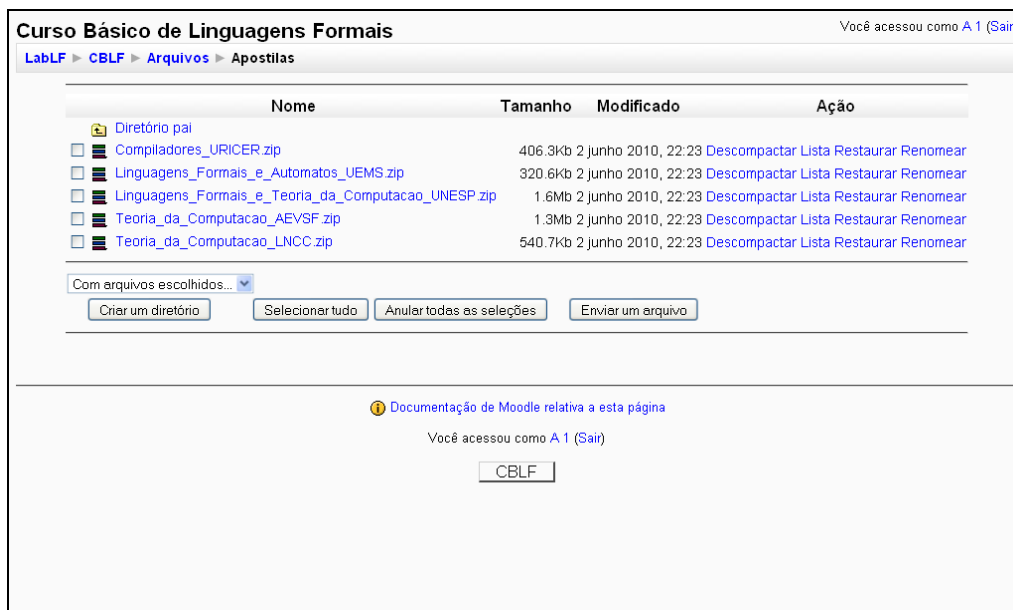 Curso Básico de Linguagens Formais
Você acessou como A 1 (Sair
LabLF ► CBLF ► Arquivos ► Apostilas
Nome Tamanho Modificado Ação
Diretório pai
Compiladores_URICER.zip 406.3Kb 2 junho 2010, 22:23 Descompactar Lista Restaurar Renomear
Linguagens_Formais_e_Automatos_UEMS.zip 320.6Kb 2 junho 2010, 22:23 Descompactar Lista Restaurar Renomear
Linguagens_Formais_e_Teoria_da_Computacao_UNESP.zip 1.6Mb 2 junho 2010, 22:23 Descompactar Lista Restaurar Renomear
Teoria_da_Computacao_AEVSF.zip 1.3Mb 2 junho 2010, 22:23 Descompactar Lista Restaurar Renomear
Teoria_da_Computacao_LNCC.zip 540.7Kb 2 junho 2010, 22:23 Descompactar Lista Restaurar Renomear
Com arquivos escolhidos...
Criar um diretório Selecionar tudo Anular todas as seleções Enviar um arquivo
Documentação de Moodle relativa a esta página
Você acessou como A 1 (Sair)
CBLF